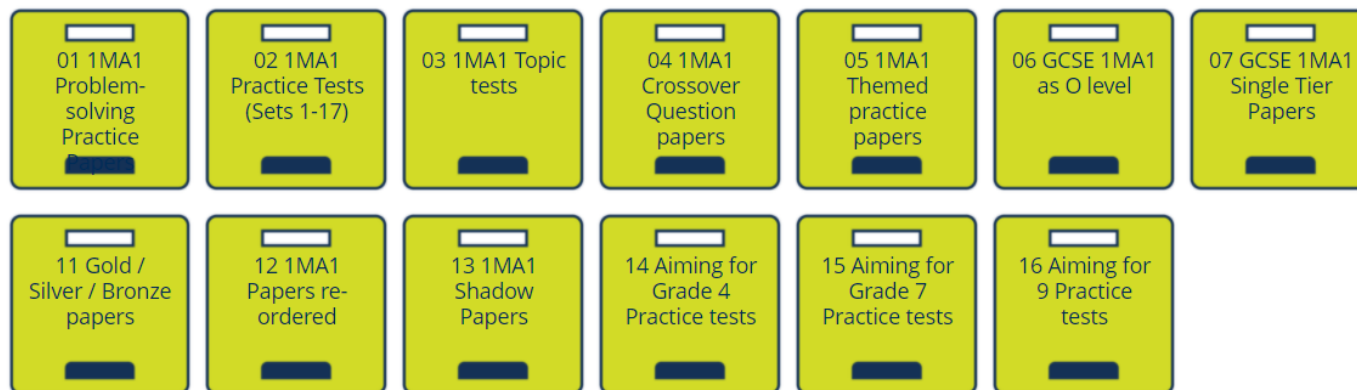 01 1MA1
Problem-
solving
Practice
Papers
02 1MA1
Practice Tests
(Sets 1-17)
03 1MA1 Topic
tests
04 1MA1
Crossover
Question
papers
05 1MA1
Themed
practice
papers
06 GCSE 1MA1
as O level
07 GCSE 1MA1
Single Tier
Papers
11 Gold /
Silver / Bronze
papers
12 1MA1
Papers re-
ordered
13 1MA1
Shadow
Papers
14 Aiming for
Grade 4
Practice tests
15 Aiming for
Grade 7
Practice tests
16 Aiming for
9 Practice
tests